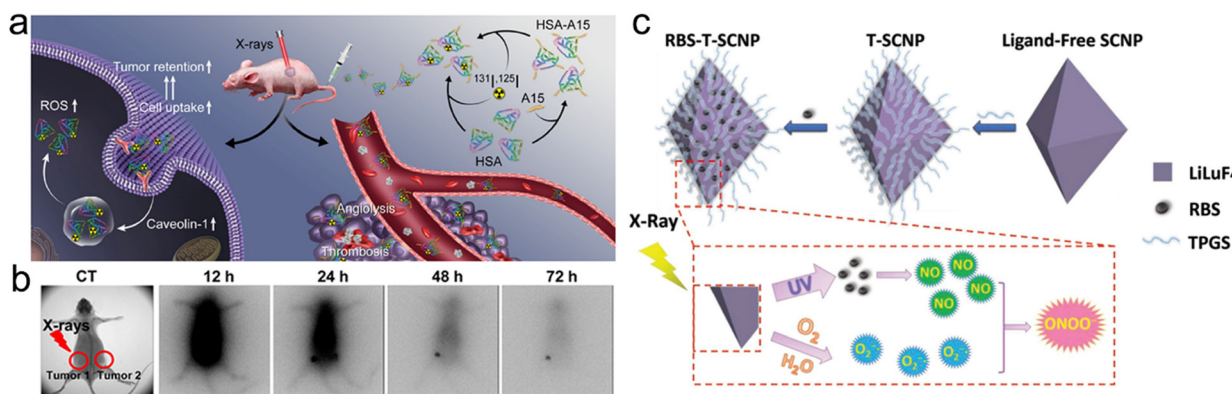 a
X-rays
HSA-A15
Tumor retention↑
Cell uptake↑
ROS↑
131I, 125I
A15
HSA
Caveolin-1↑
Angiolysis
Thrombosis
b
CT
12 h
24 h
48 h
72 h
X-rays
Tumor 1
Tumor 2
c
RBS-T-SCNP
T-SCNP
Ligand-Free SCNP
LiLuF₄
RBS
TPGS
X-Ray
UV
NO
NO
NO
NO
O₂
H₂O
O₂⁻
O₂⁻
O₂⁻
ONOO⁻